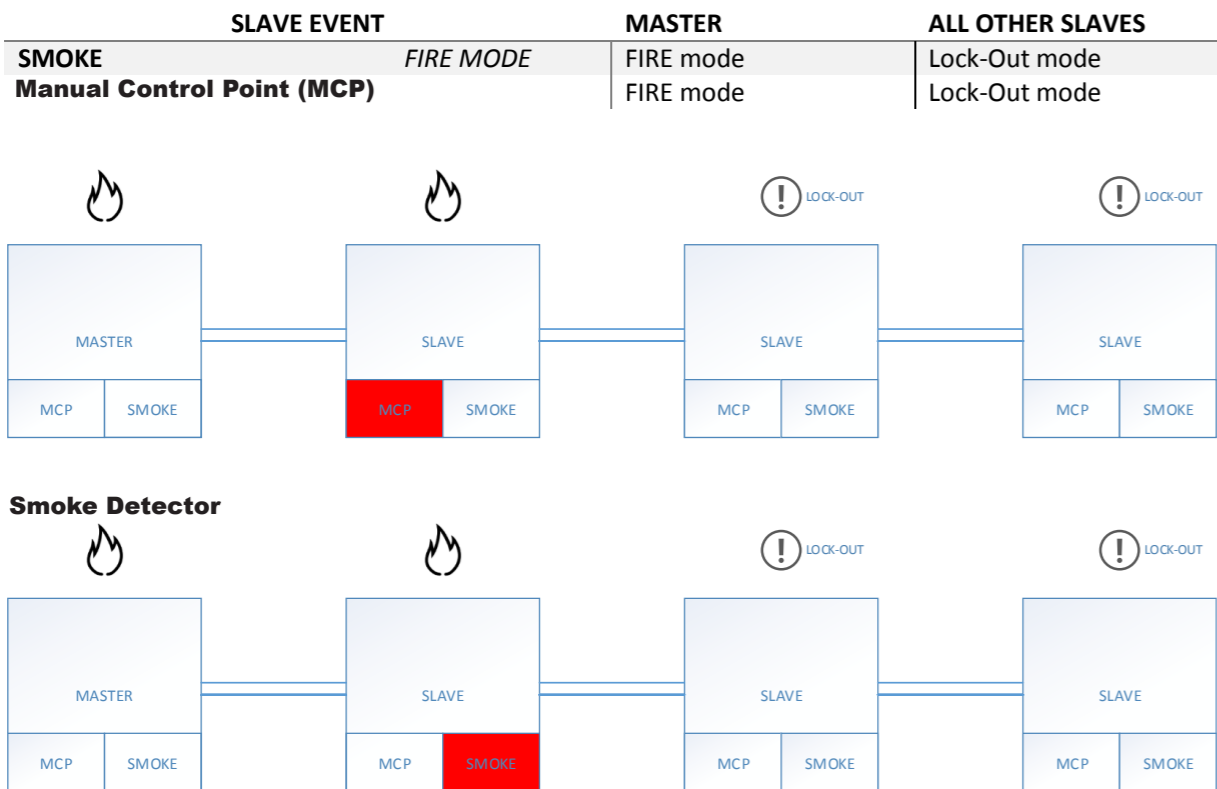 SLAVE EVENT MASTER ALL OTHER SLAVES
SMOKE FIRE MODE FIRE mode Lock-Out mode
Manual Control Point (MCP) FIRE mode Lock-Out mode
LOCK-OUT LOCK-OUT
MASTER SLAVE SLAVE SLAVE
MCP SMOKE MCP SMOKE MCP SMOKE MCP SMOKE
Smoke Detector
LOCK-OUT LOCK-OUT
MASTER SLAVE SLAVE SLAVE
MCP SMOKE MCP SMOKE MCP SMOKE MCP SMOKE